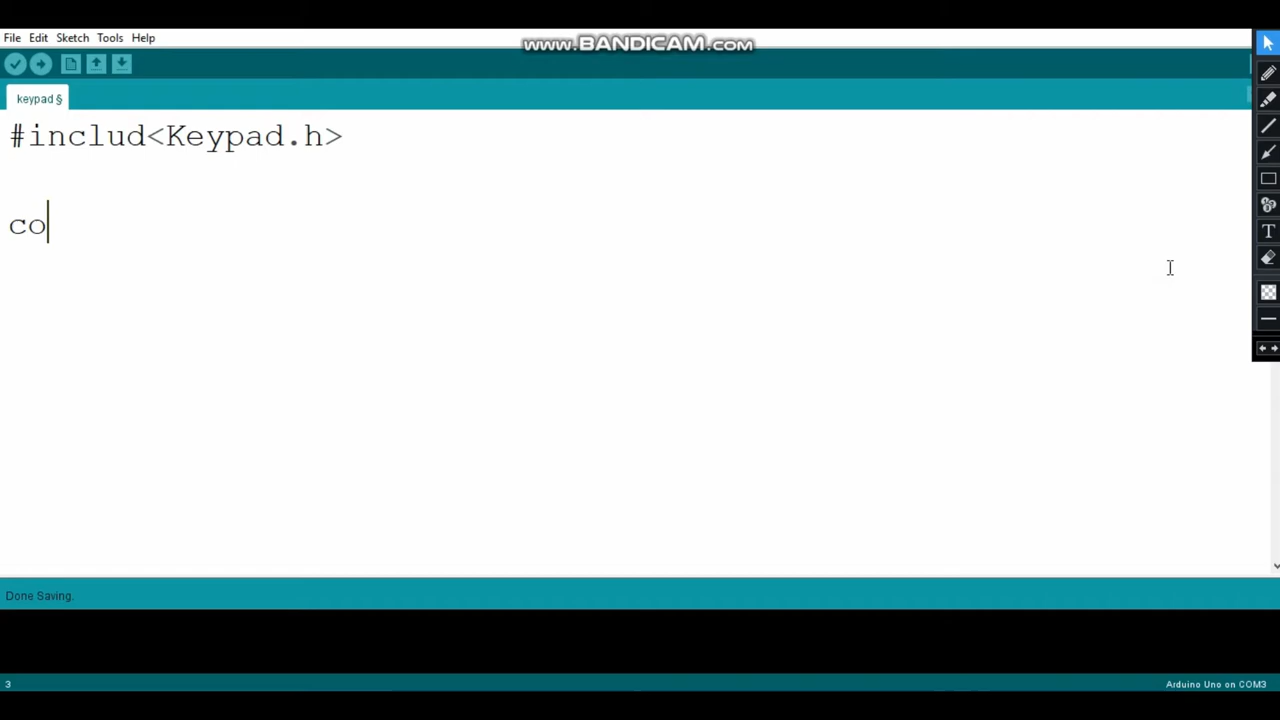 www.BANDICAM.com
File Edit Sketch Tools Help
keypad §
#includ<Keypad.h>
co
T
Done Saving.
3 Arduino Uno on COM3